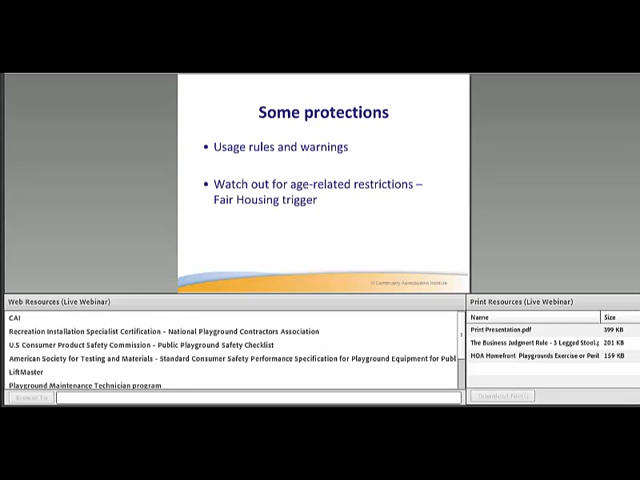 Some protections
• Usage rules and warnings
• Watch out for age-related restrictions –
Fair Housing trigger
© Community Associations Institute
Web Resources (Live Webinar)
CAI
Recreation Installation Specialist Certification - National Playground Contractors Association
U.S Consumer Product Safety Commission - Public Playground Safety Checklist
American Society for Testing and Materials - Standard Consumer Safety Performance Specification for Playground Equipment for Publ
LiftMaster
Playground Maintenance Technician program
Browse To
Print Resources (Live Webinar)
Name Size
Print Presentation.pdf 399 KB
The Business Judgment Rule - 3 Legged Stool.p 201 KB
HOA Homefront Playgrounds Exercise or Peril 159 KB
Download File(s)